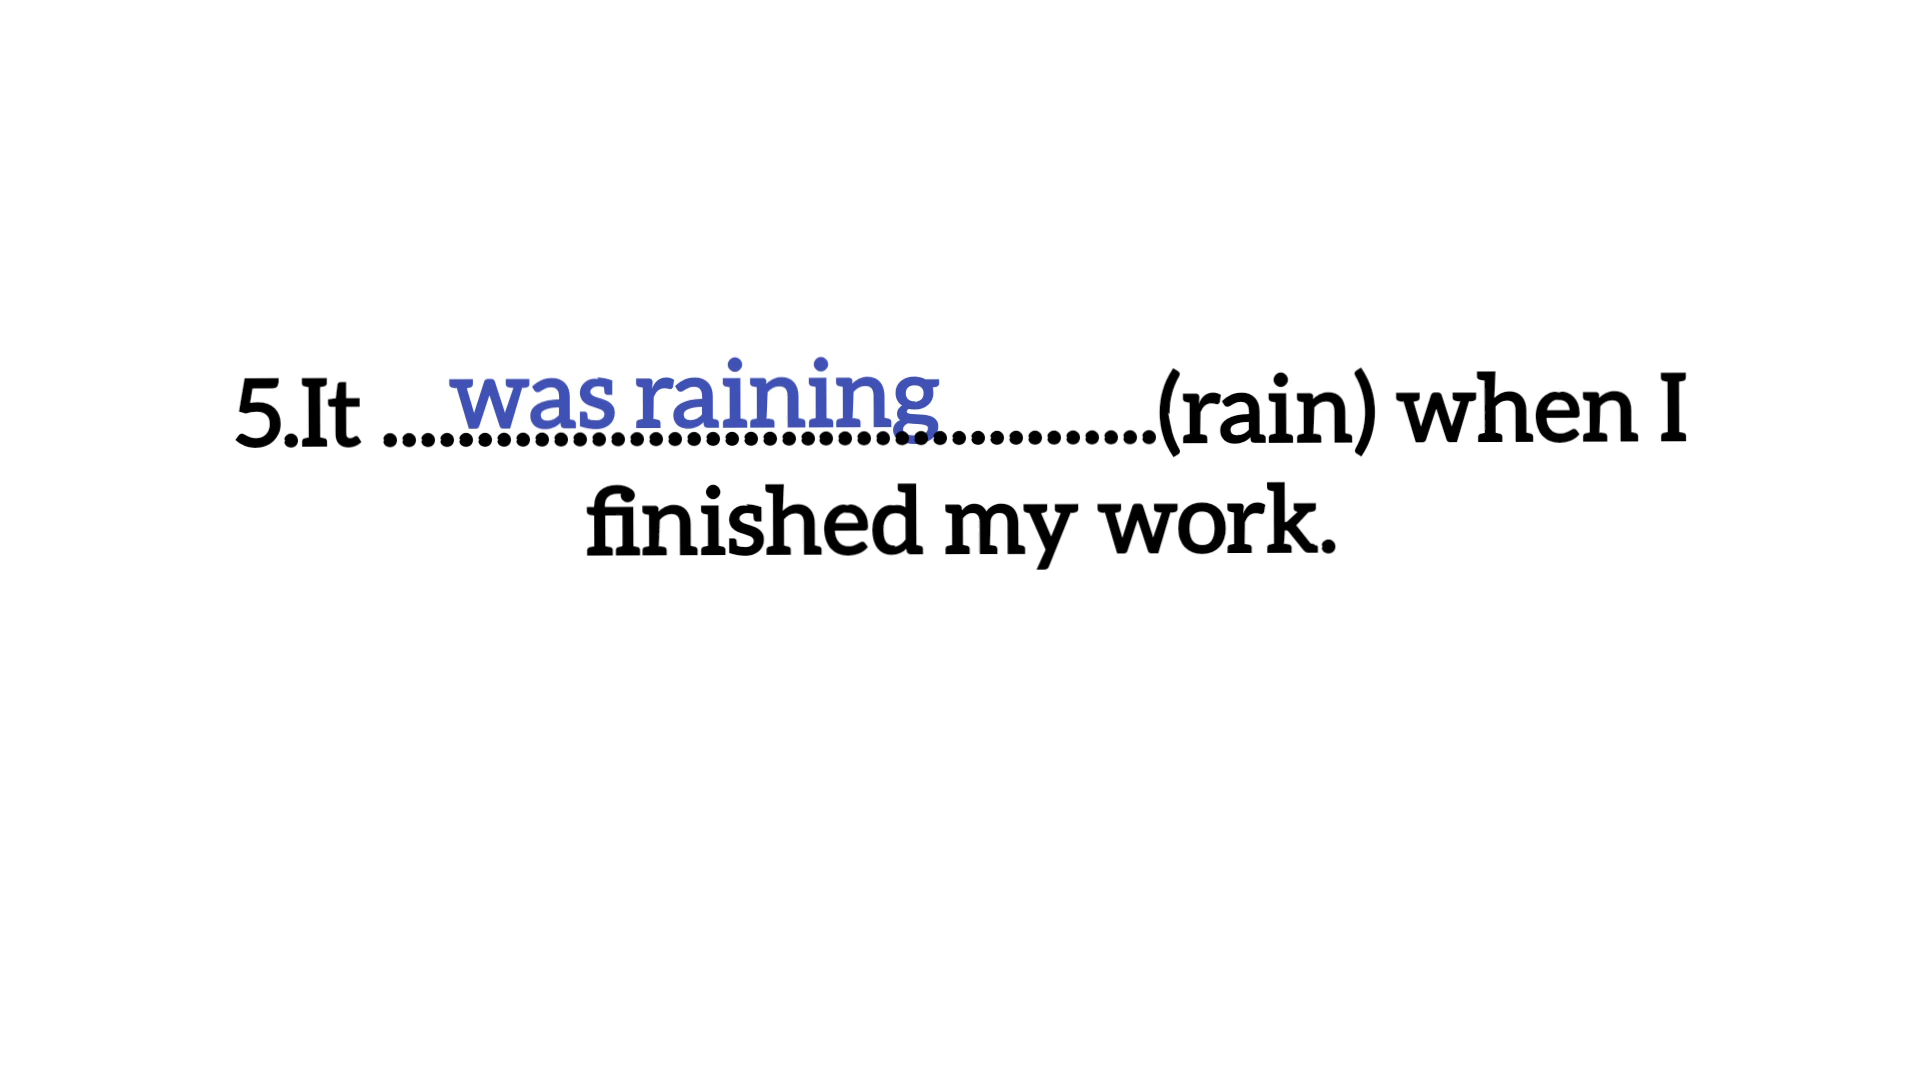 5.It ....was raining.....................(rain) when I
finished my work.